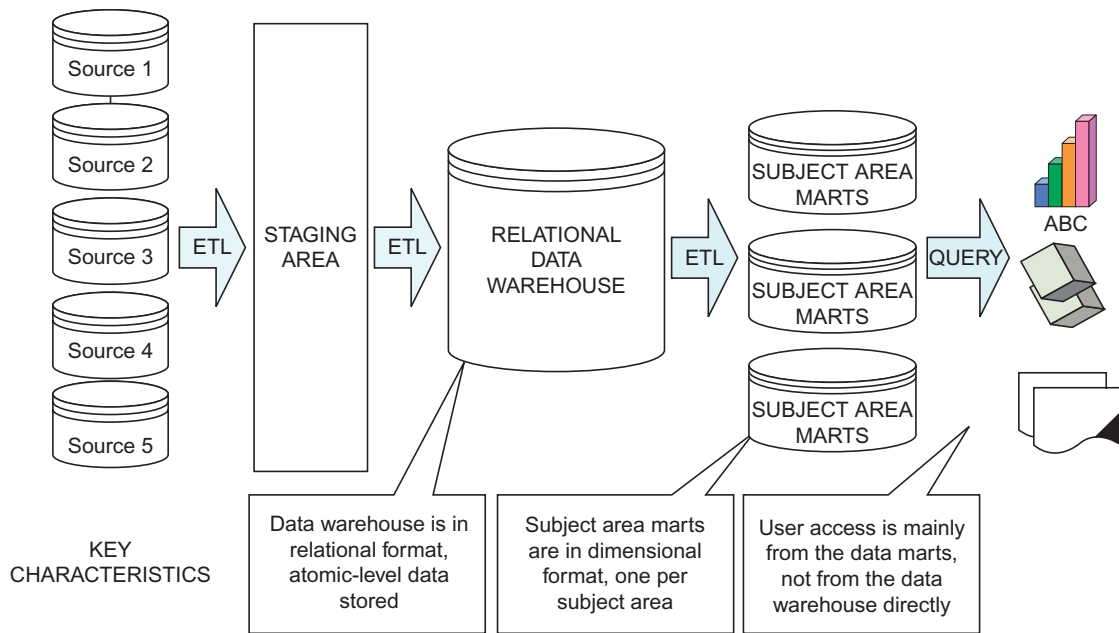 Source 1
Source 2
Source 3
Source 4
Source 5
ETL
STAGING
AREA
ETL
RELATIONAL
DATA
WAREHOUSE
ETL
SUBJECT AREA
MARTS
SUBJECT AREA
MARTS
SUBJECT AREA
MARTS
QUERY
ABC
KEY
CHARACTERISTICS
Data warehouse is in
relational format,
atomic-level data
stored
Subject area marts
are in dimensional
format, one per
subject area
User access is mainly
from the data marts,
not from the data
warehouse directly